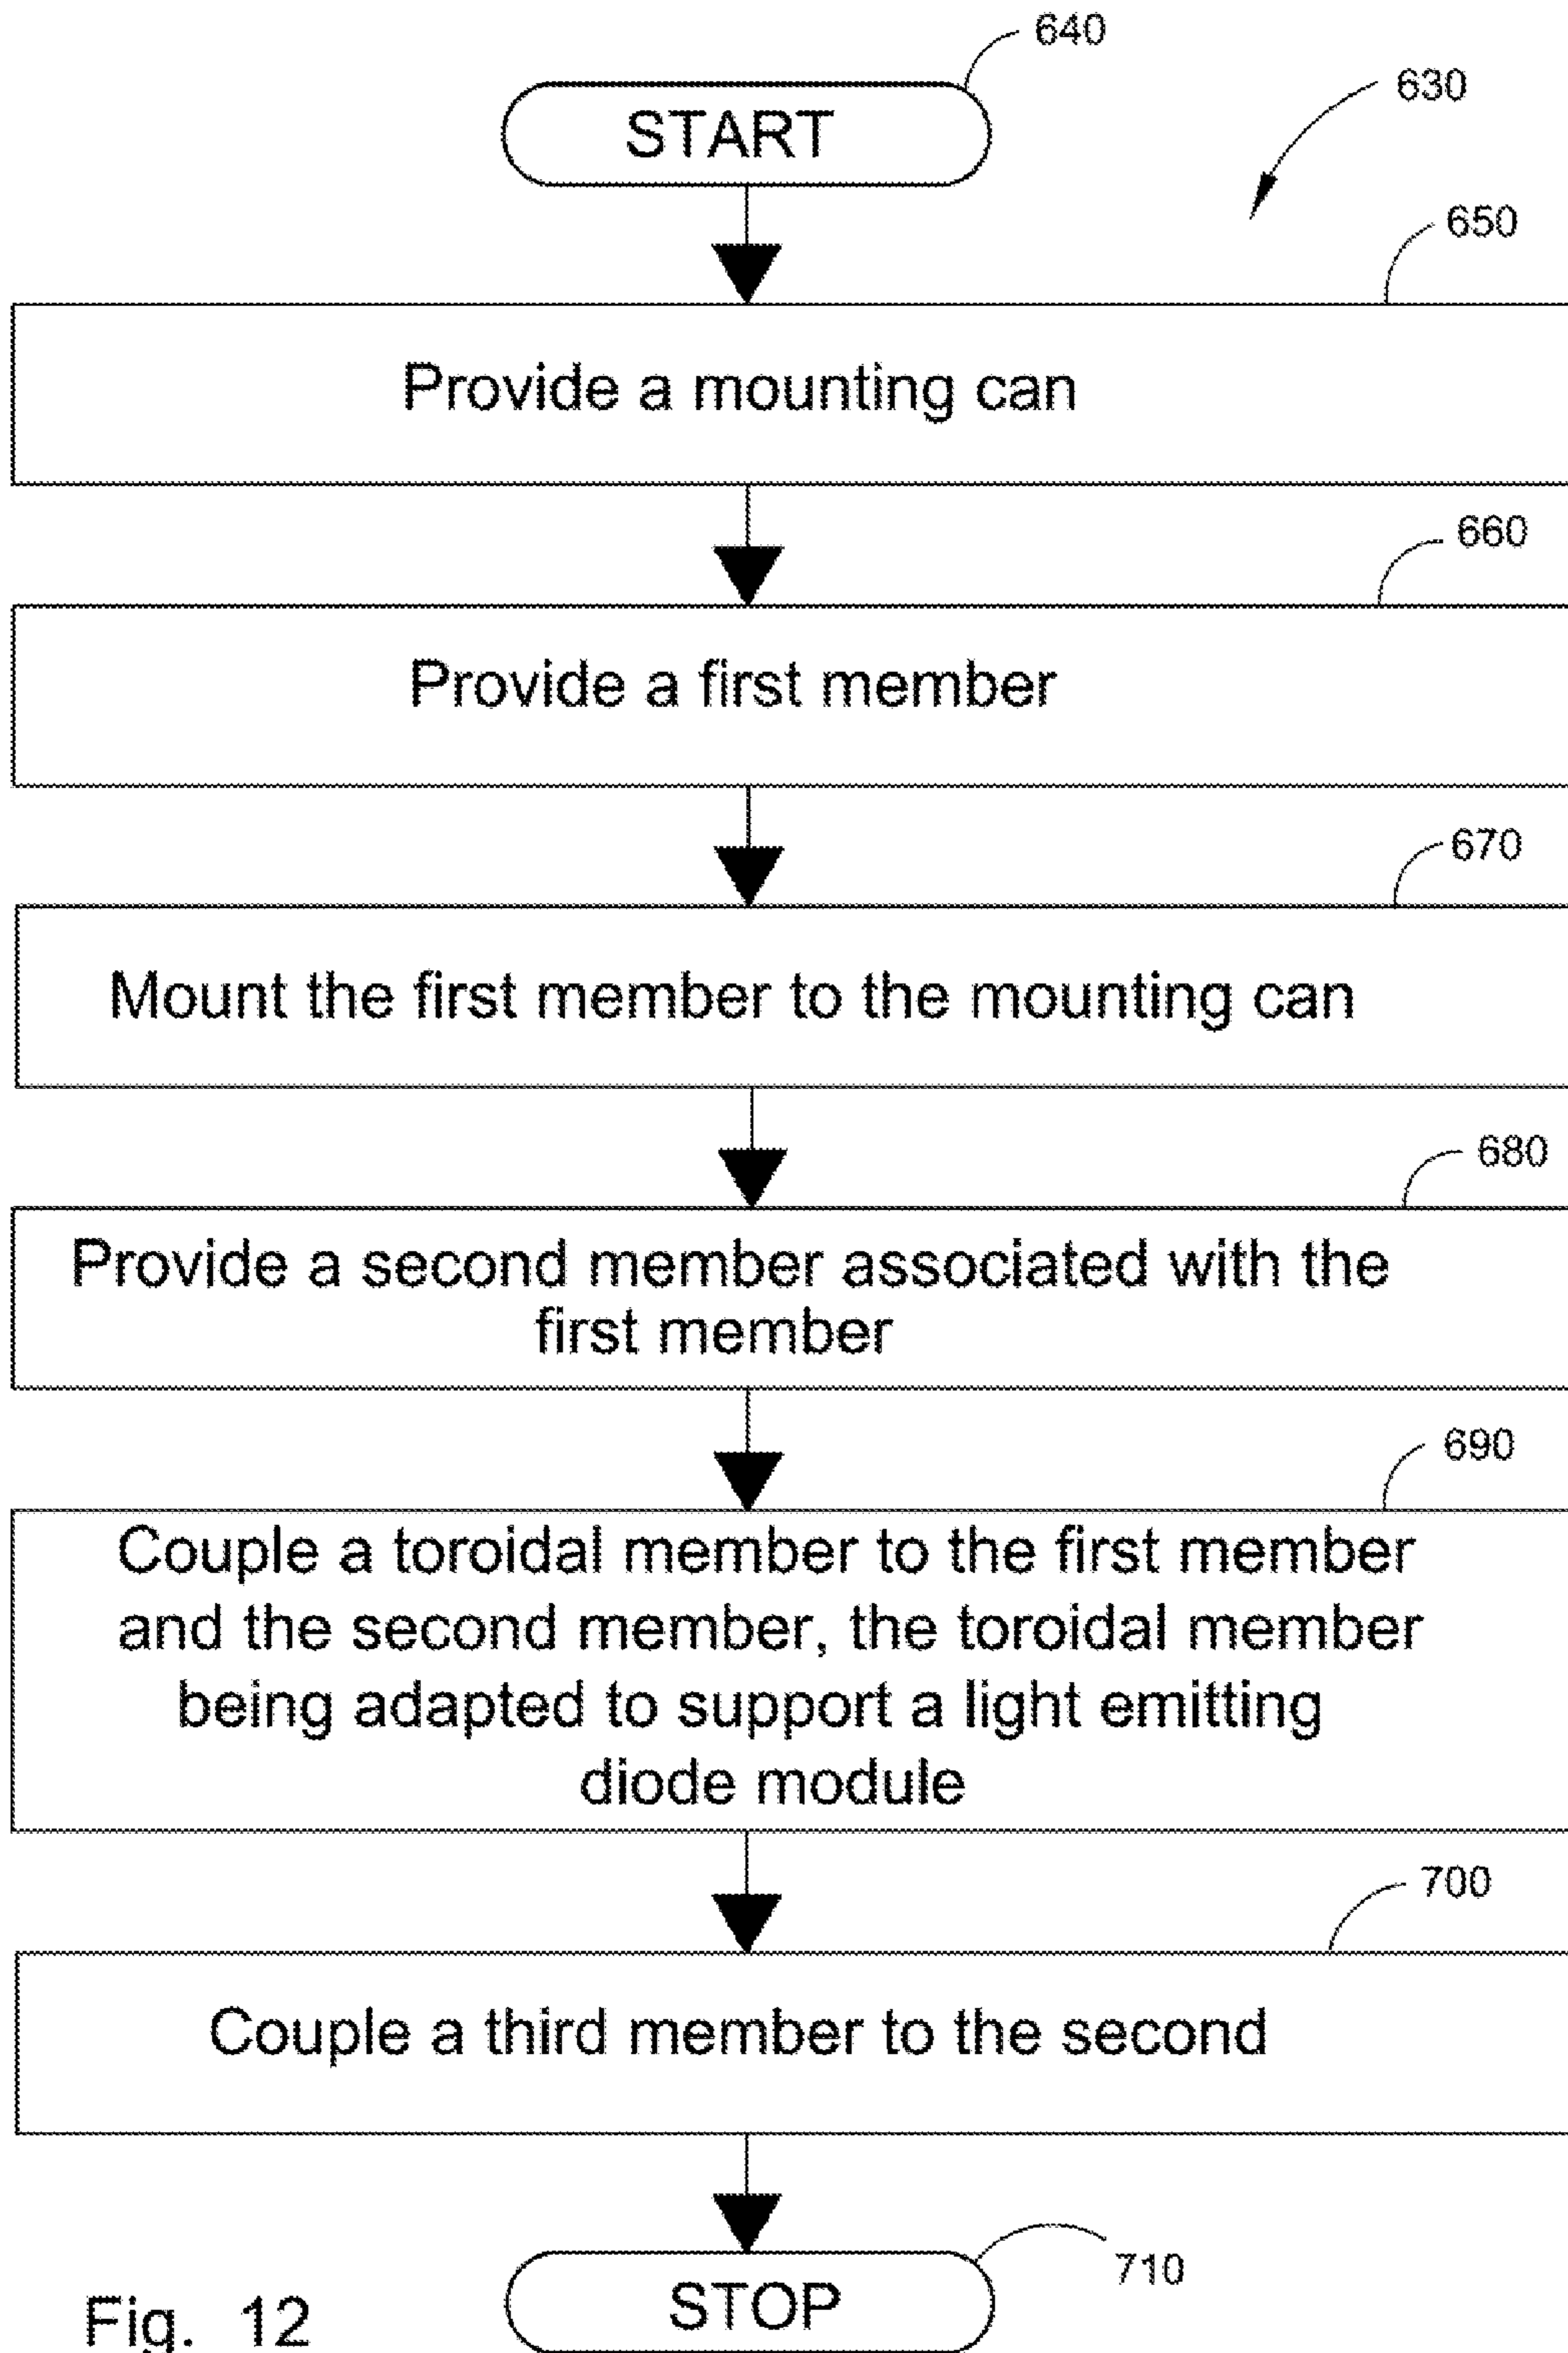 640
START
630
650
Provide a mounting can
660
Provide a first member
670
Mount the first member to the mounting can
680
Provide a second member associated with the
first member
690
Couple a toroidal member to the first member
and the second member, the toroidal member
being adapted to support a light emitting
diode module
700
Couple a third member to the second
710
STOP
Fig. 12